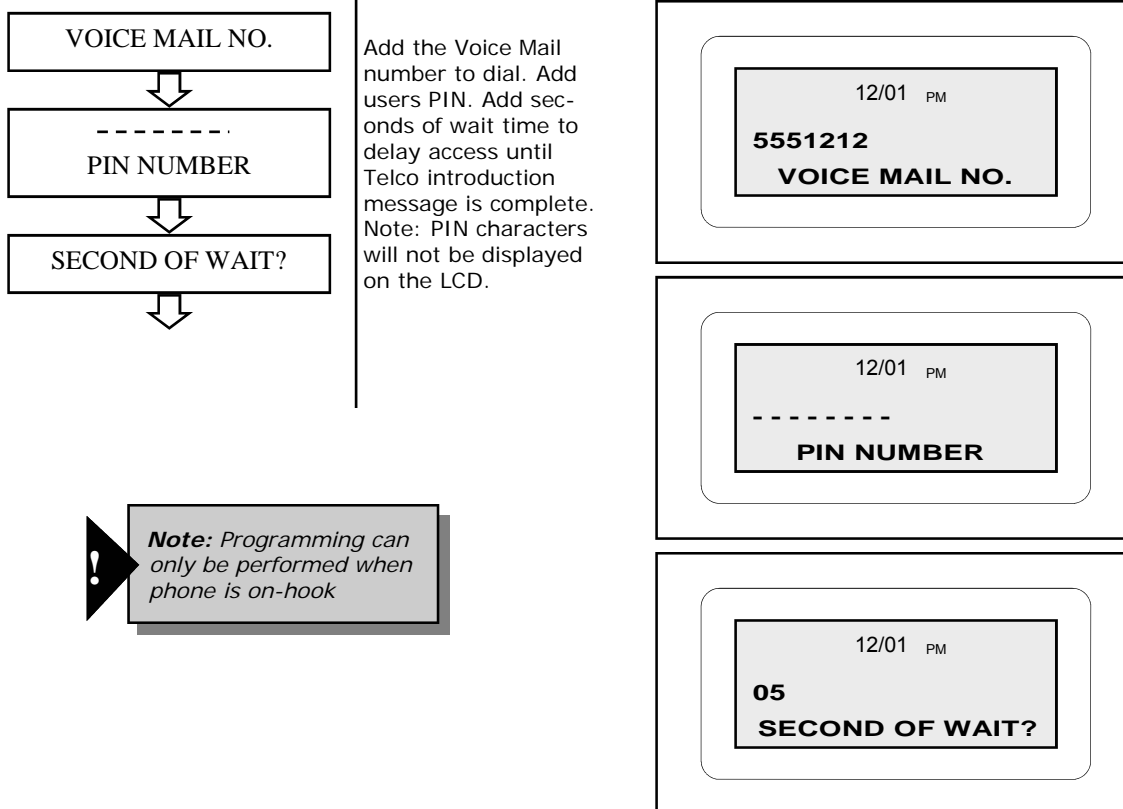 VOICE MAIL NO.
- - - - - - - - -
PIN NUMBER
SECOND OF WAIT?
Add the Voice Mail
number to dial. Add
users PIN. Add sec-
onds of wait time to
delay access until
Telco introduction
message is complete.
Note: PIN characters
will not be displayed
on the LCD.
!
Note: Programming can
only be performed when
phone is on-hook
12/01 PM
5551212
VOICE MAIL NO.
12/01 PM
- - - - - - - -
PIN NUMBER
12/01 PM
05
SECOND OF WAIT?